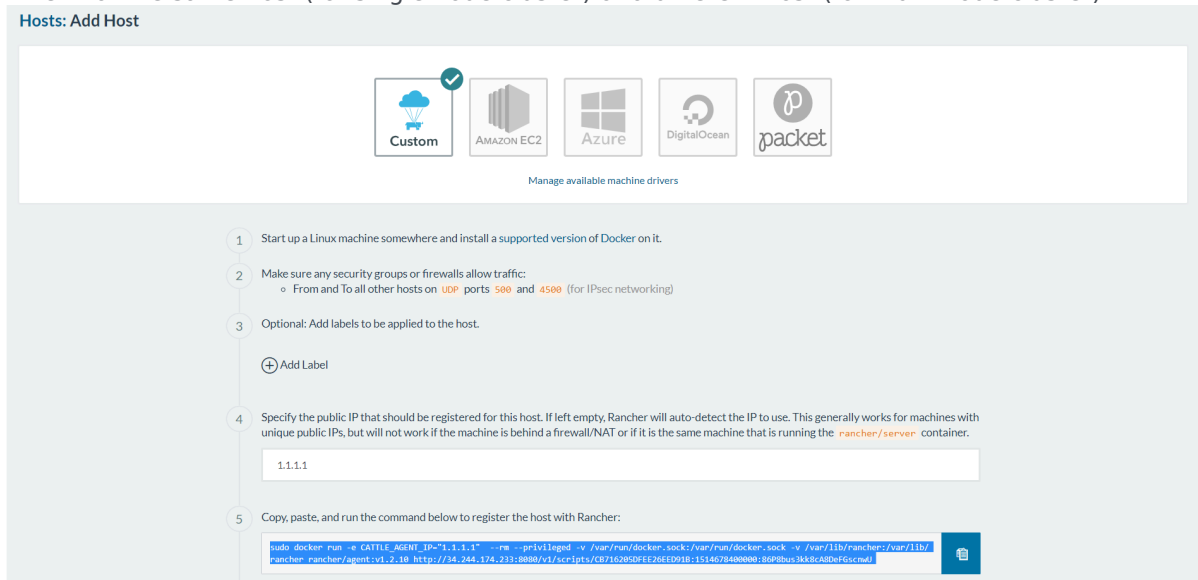 Hosts: Add Host
Custom
AMAZON EC2
Azure
DigitalOcean
packet
Manage available machine drivers
1 Start up a Linux machine somewhere and install a supported version of Docker on it.
2 Make sure any security groups or firewalls allow traffic:
From and To all other hosts on UDP ports 500 and 4500 (for IPsec networking)
3 Optional: Add labels to be applied to the host.
Add Label
4 Specify the public IP that should be registered for this host. If left empty, Rancher will auto-detect the IP to use. This generally works for machines with
unique public IPs, but will not work if the machine is behind a firewall/NAT or if it is the same machine that is running the rancher/server container.
1.1.1.1
5 Copy, paste, and run the command below to register the host with Rancher:
sudo docker run -e CATTLE_AGENT_IP="1.1.1.1" --rm --privileged -v /var/run/docker.sock:/var/run/docker.sock -v /var/lib/rancher:/var/lib/
rancher rancher/agent:v1.2.10 http://34.244.174.233:8080/v1/scripts/CB716205DFEE26EED91B:1514678400000:86P8bus3kk8cA8DeFGscnwU